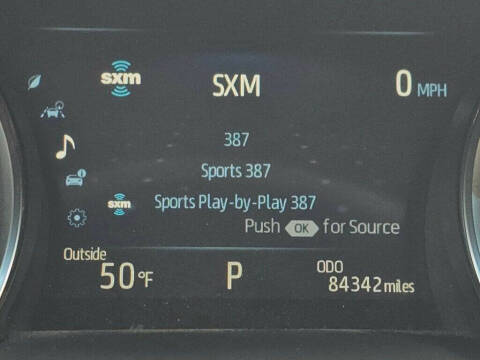 sxm SXM 0 MPH
387
Sports 387
sxm Sports Play-by-Play 387
Push OK for Source
Outside
50°F P ODO
84342 miles